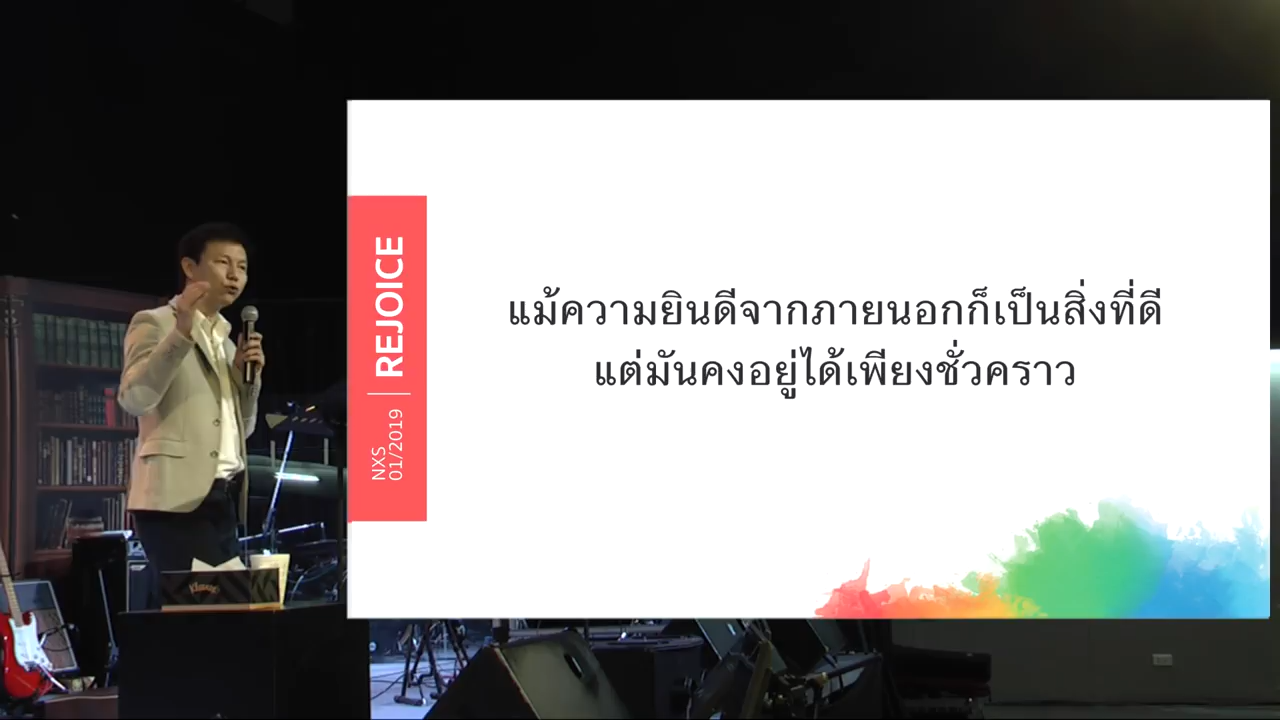 REJOICE
NXS
01/2019
แม้ความยินดีจากภายนอกก็เป็นสิ่งที่ดี
แต่มันคงอยู่ได้เพียงชั่วคราว
Kleenex